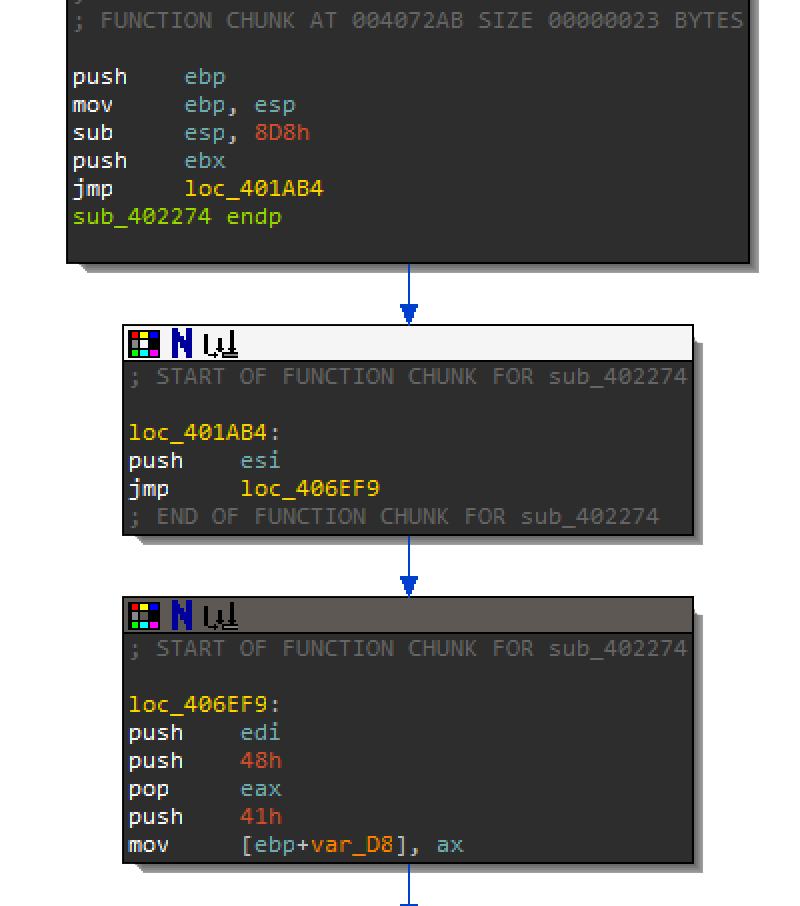 ; FUNCTION CHUNK AT 004072AB SIZE 00000023 BYTES
push    ebp
mov     ebp, esp
sub     esp, 8D8h
push    ebx
jmp     loc_401AB4
sub_402274 endp
; START OF FUNCTION CHUNK FOR sub_402274
loc_401AB4:
push    esi
jmp     loc_406EF9
; END OF FUNCTION CHUNK FOR sub_402274
; START OF FUNCTION CHUNK FOR sub_402274
loc_406EF9:
push    edi
push    48h
pop     eax
push    41h
mov     [ebp+var_D8], ax